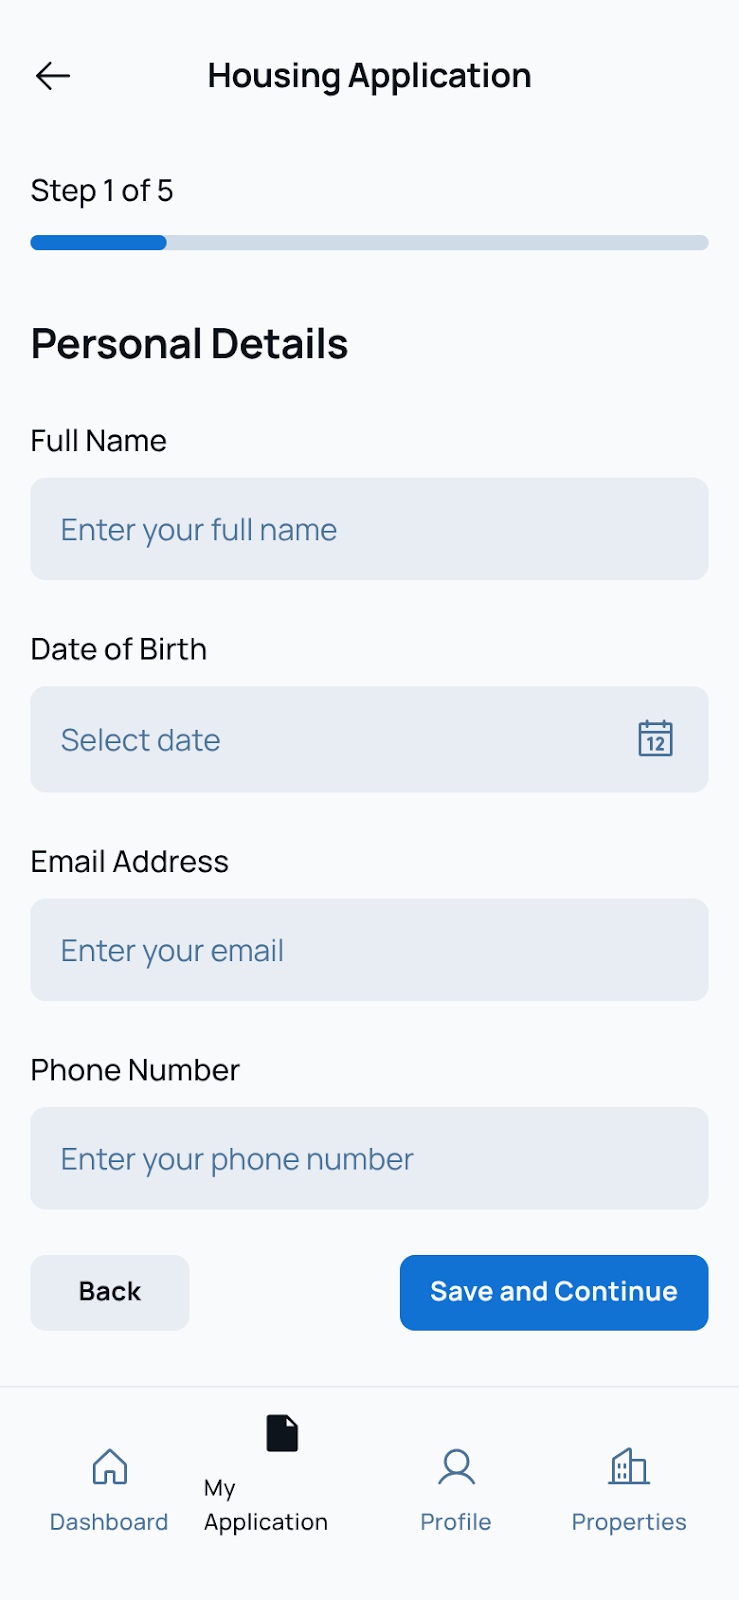 Housing Application
Step 1 of 5
Personal Details
Full Name
Enter your full name
Date of Birth
Select date
12
Email Address
Enter your email
Phone Number
Enter your phone number
Back
Save and Continue
Dashboard
My
Application
Profile
Properties